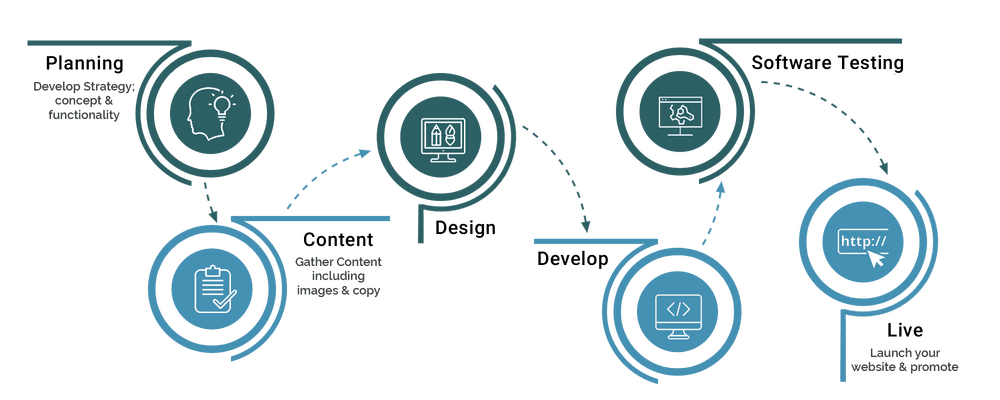 Planning
Develop Strategy;
concept &
functionality
Content
Gather Content
including
images & copy
Design
Develop
</>
Software Testing
http://
Live
Launch your
website & promote